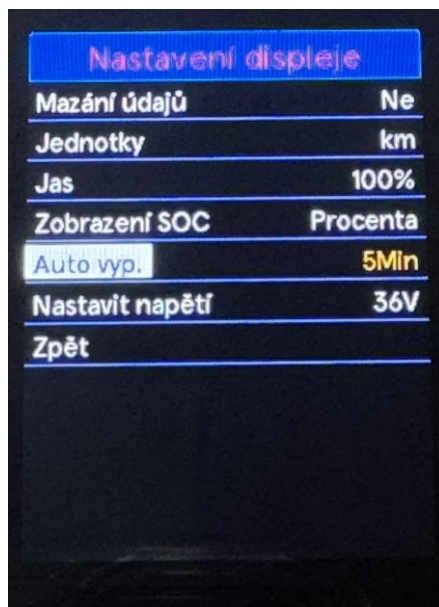 Nastavení displeje
Mazání údajů Ne
Jednotky km
Jas 100%
Zobrazení SOC Procenta
Auto vyp. 5Min
Nastavit napětí 36V
Zpět